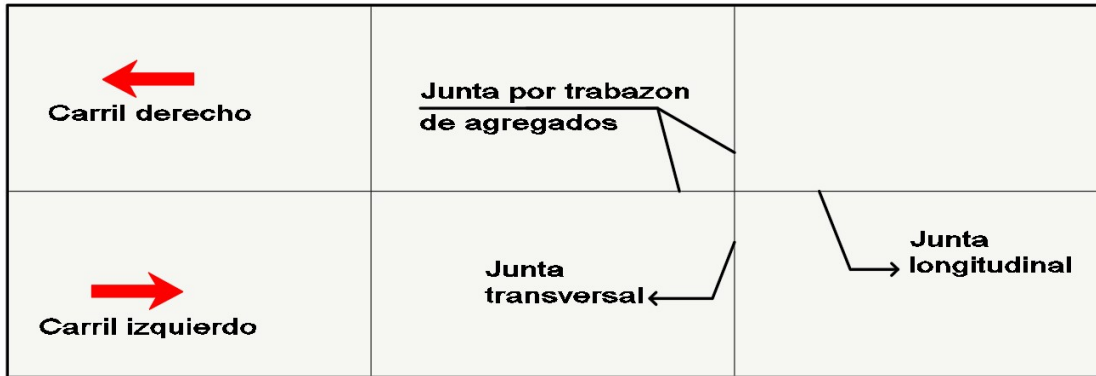 Carril derecho
Junta por trabazon
de agregados
Carril izquierdo
Junta
transversal
Junta
longitudinal